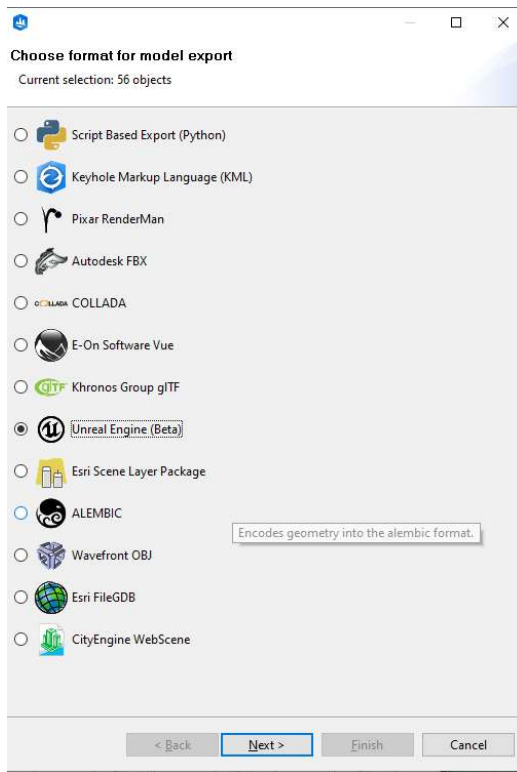 Choose format for model export
Current selection: 56 objects
Script Based Export (Python)
Keyhole Markup Language (KML)
Pixar RenderMan
Autodesk FBX
COLLADA COLLADA
E-On Software Vue
glTF Khronos Group glTF
Unreal Engine (Beta)
Esri Scene Layer Package
ALEMBIC
Encodes geometry into the alembic format.
Wavefront OBJ
Esri FileGDB
CityEngine WebScene
< Back Next > Finish Cancel